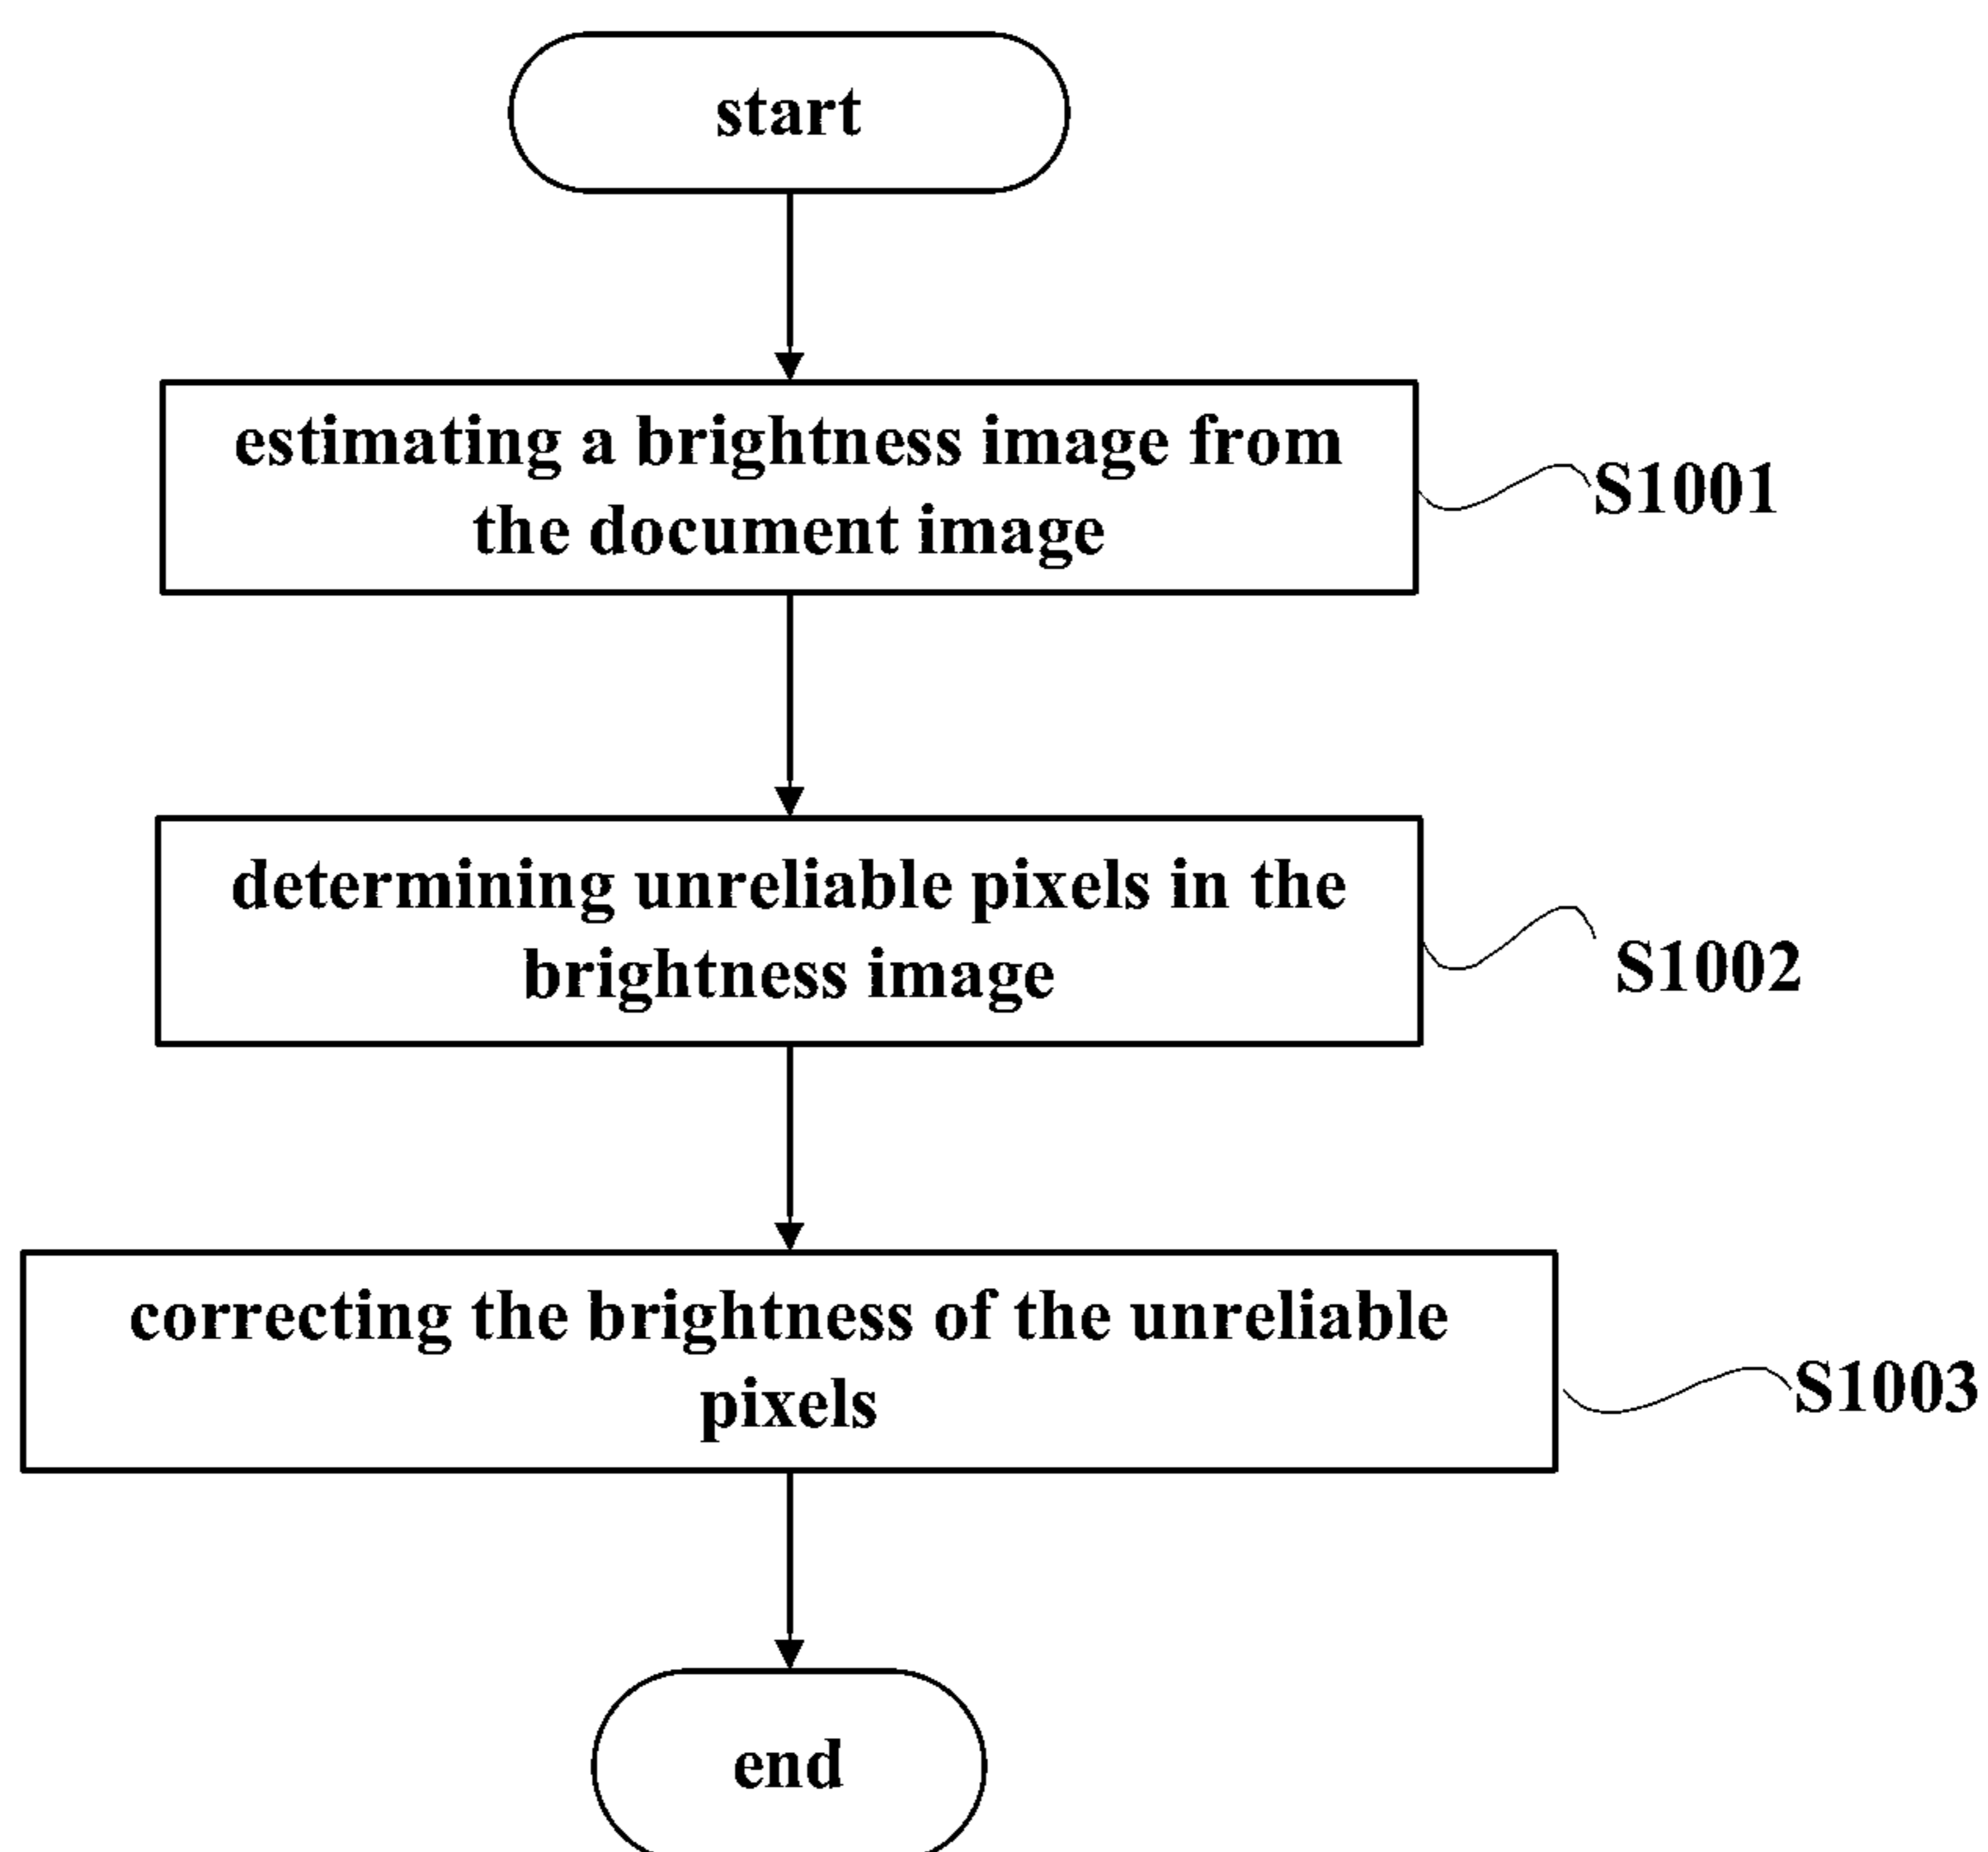 start
estimating a brightness image from
the document image
S1001
determining unreliable pixels in the
brightness image
S1002
correcting the brightness of the unreliable
pixels
S1003
end